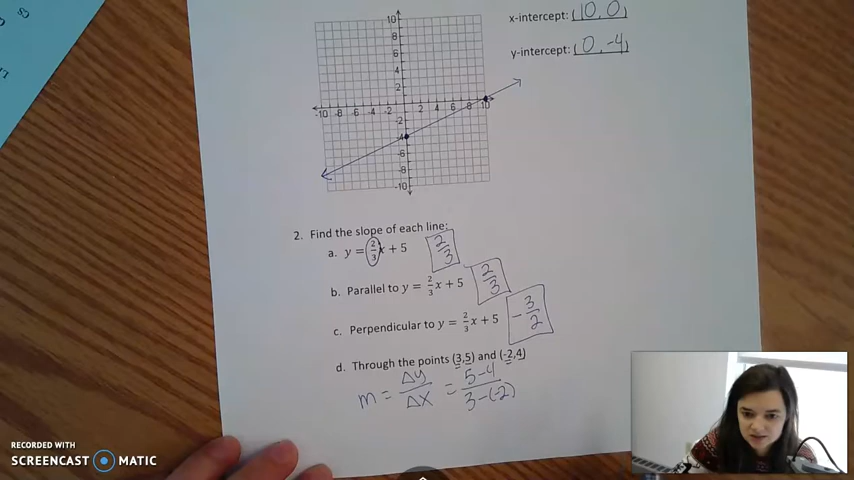 x-intercept: (10, 0)
y-intercept: (0, -4)
10
8
6
4
2
-10 -8 -6 -4 -2 2 4 6 8 10
-2
-4
-6
-8
-10
2. Find the slope of each line:
a. y = 2/3 x + 5 2/3
b. Parallel to y = 2/3 x + 5 2/3
c. Perpendicular to y = 2/3 x + 5 -3/2
d. Through the points (3,5) and (-2,4)
m = Δy/Δx = 5-4/3-(-2)
RECORDED WITH
SCREENCAST MATIC